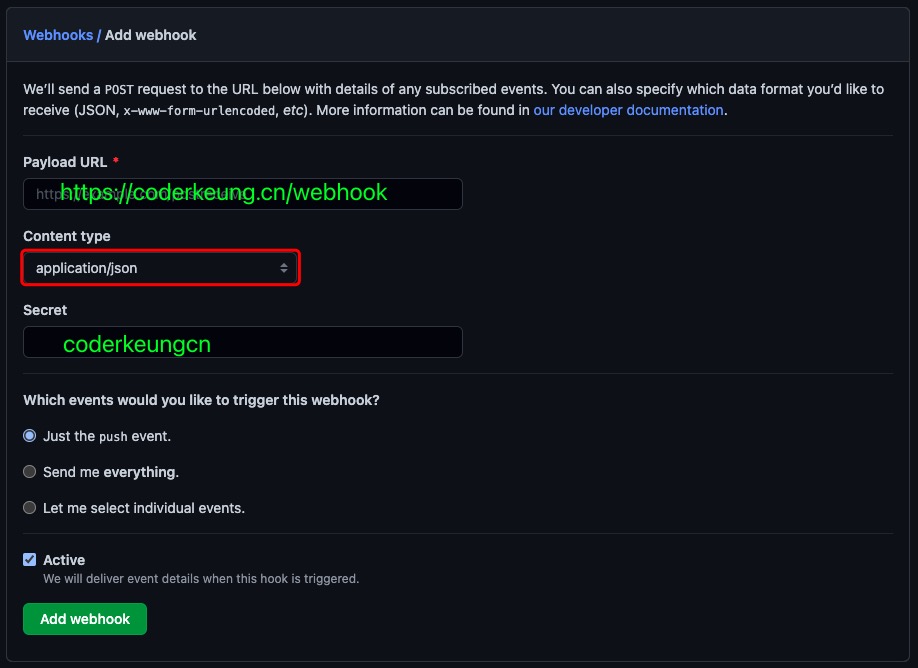 Webhooks / Add webhook
We'll send a POST request to the URL below with details of any subscribed events. You can also specify which data format you'd like to
receive (JSON, x-www-form-urlencoded, etc). More information can be found in our developer documentation.
Payload URL *
https://coderkeung.cn/webhook
Content type
application/json
Secret
coderkeungcn
Which events would you like to trigger this webhook?
Just the push event.
Send me everything.
Let me select individual events.
Active
We will deliver event details when this hook is triggered.
Add webhook